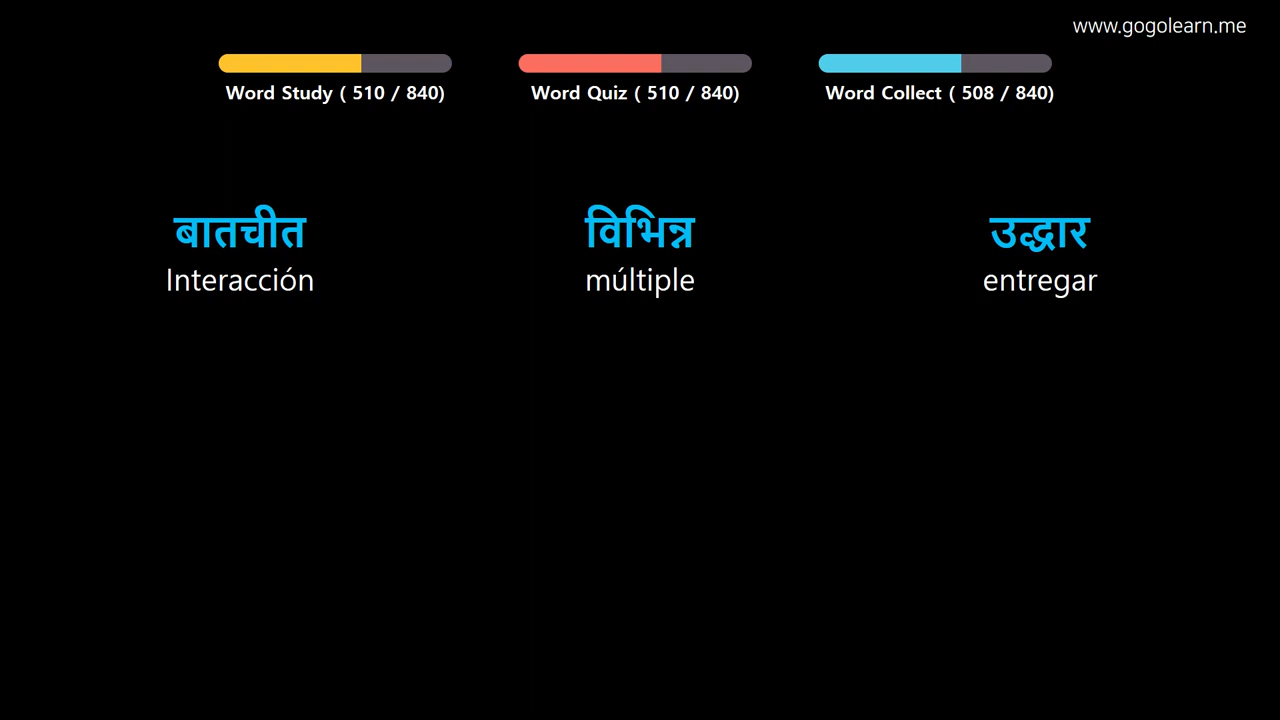 www.gogolearn.me
Word Study ( 510 / 840)
Word Quiz ( 510 / 840)
Word Collect ( 508 / 840)
बातचीत
Interacción
विभिन्न
múltiple
उद्धार
entregar